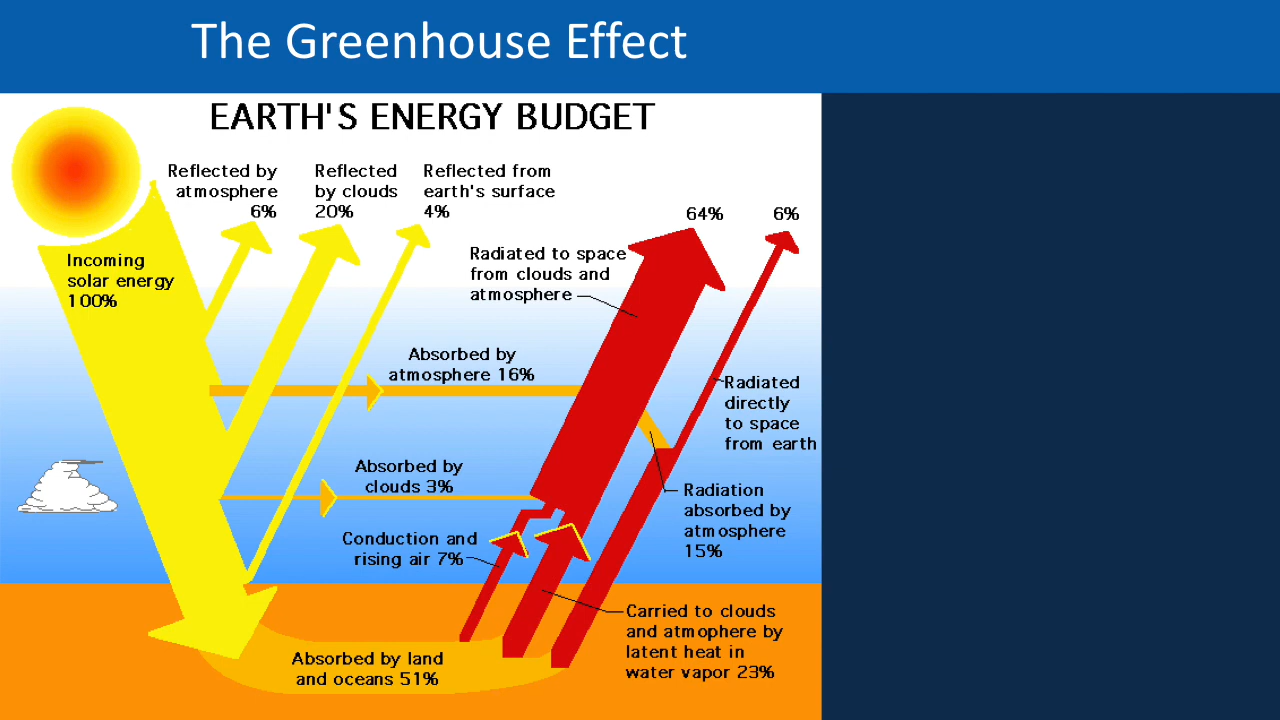 The Greenhouse Effect
EARTH'S ENERGY BUDGET
Reflected by
atmosphere
6%
Reflected
by clouds
20%
Reflected from
earth's surface
4%
64%
6%
Incoming
solar energy
100%
Radiated to space
from clouds and
atmosphere
Absorbed by
atmosphere 16%
Radiated
directly
to space
from earth
Absorbed by
clouds 3%
Radiation
absorbed by
atmosphere
15%
Conduction and
rising air 7%
Carried to clouds
and atmophere by
latent heat in
water vapor 23%
Absorbed by land
and oceans 51%